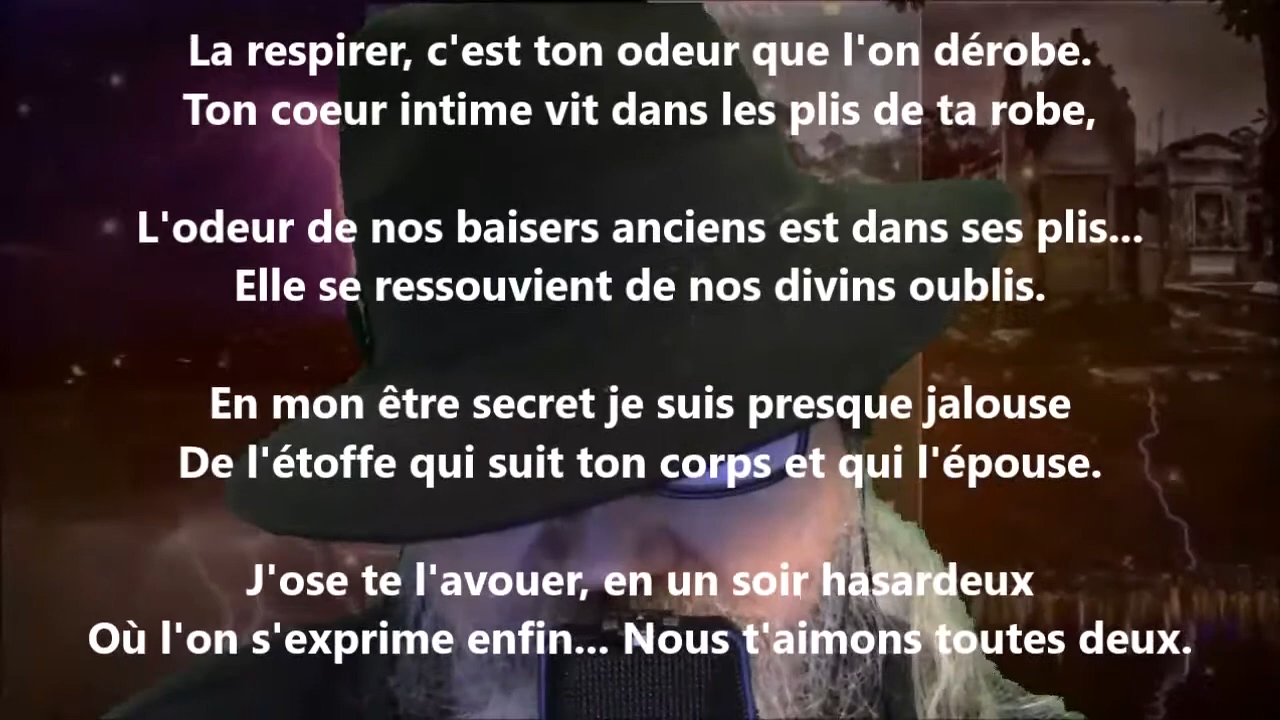 La respirer, c'est ton odeur que l'on dérobe.
Ton coeur intime vit dans les plis de ta robe,
L'odeur de nos baisers anciens est dans ses plis...
Elle se ressouvient de nos divins oublis.
En mon être secret je suis presque jalouse
De l'étoffe qui suit ton corps et qui l'épouse.
J'ose te l'avouer, en un soir hasardeux
Où l'on s'exprime enfin... Nous t'aimons toutes deux.